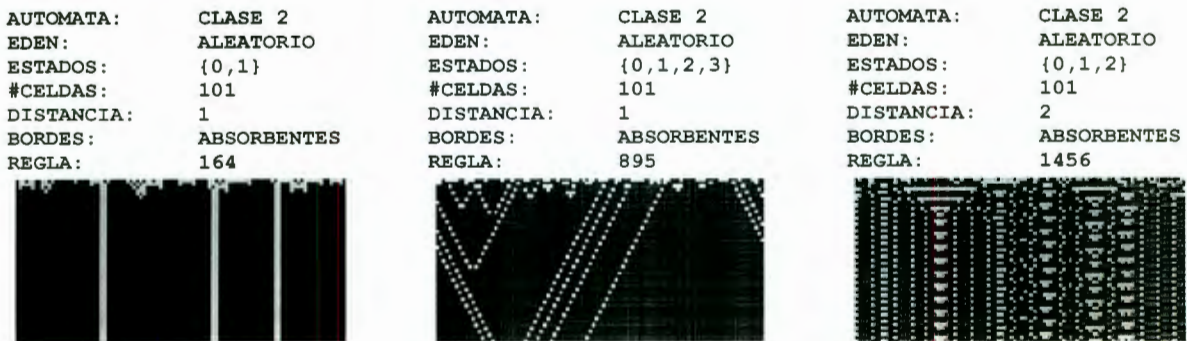 AUTOMATA: CLASE 2
EDEN: ALEATORIO
ESTADOS: {0,1}
#CELDAS: 101
DISTANCIA: 1
BORDES: ABSORBENTES
REGLA: 164
AUTOMATA: CLASE 2
EDEN: ALEATORIO
ESTADOS: {0,1,2,3}
#CELDAS: 101
DISTANCIA: 1
BORDES: ABSORBENTES
REGLA: 895
AUTOMATA: CLASE 2
EDEN: ALEATORIO
ESTADOS: {0,1,2}
#CELDAS: 101
DISTANCIA: 2
BORDES: ABSORBENTES
REGLA: 1456